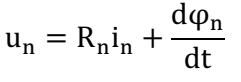 uₙ = Rₙiₙ + dφₙ/dt